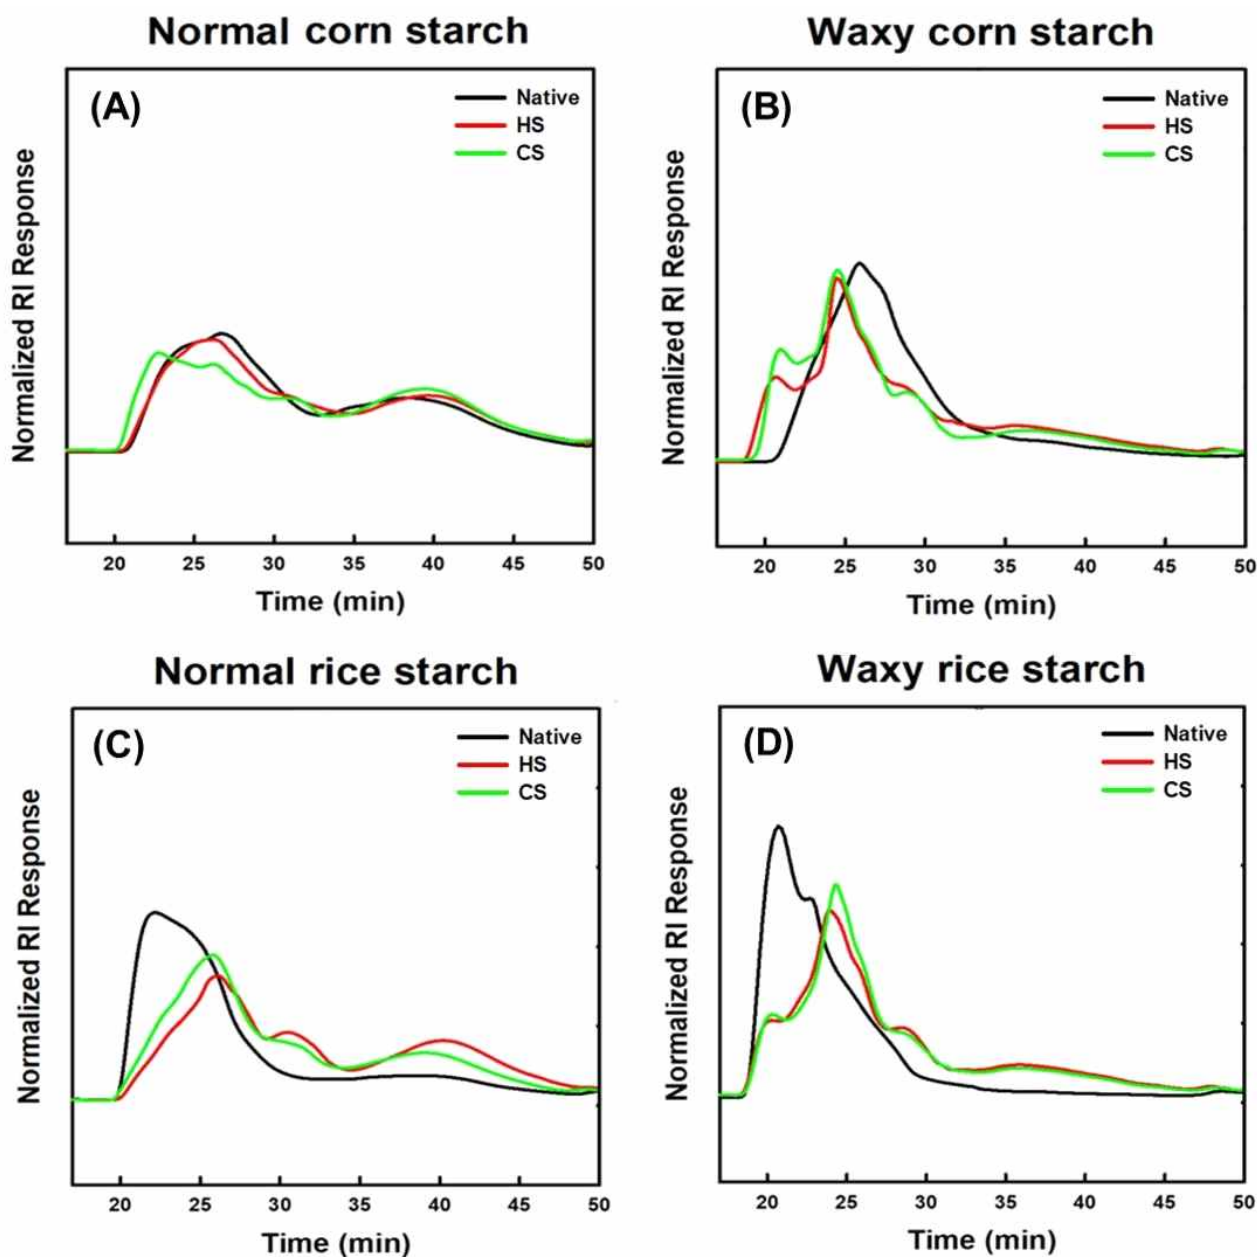 Normal corn starch
(A)
Native
HS
CS
Normalized RI Response
20 25 30 35 40 45 50
Time (min)
Waxy corn starch
(B)
Native
HS
CS
Normalized RI Response
20 25 30 35 40 45 50
Time (min)
Normal rice starch
(C)
Native
HS
CS
Normalized RI Response
20 25 30 35 40 45 50
Time (min)
Waxy rice starch
(D)
Native
HS
CS
Normalized RI Response
20 25 30 35 40 45 50
Time (min)